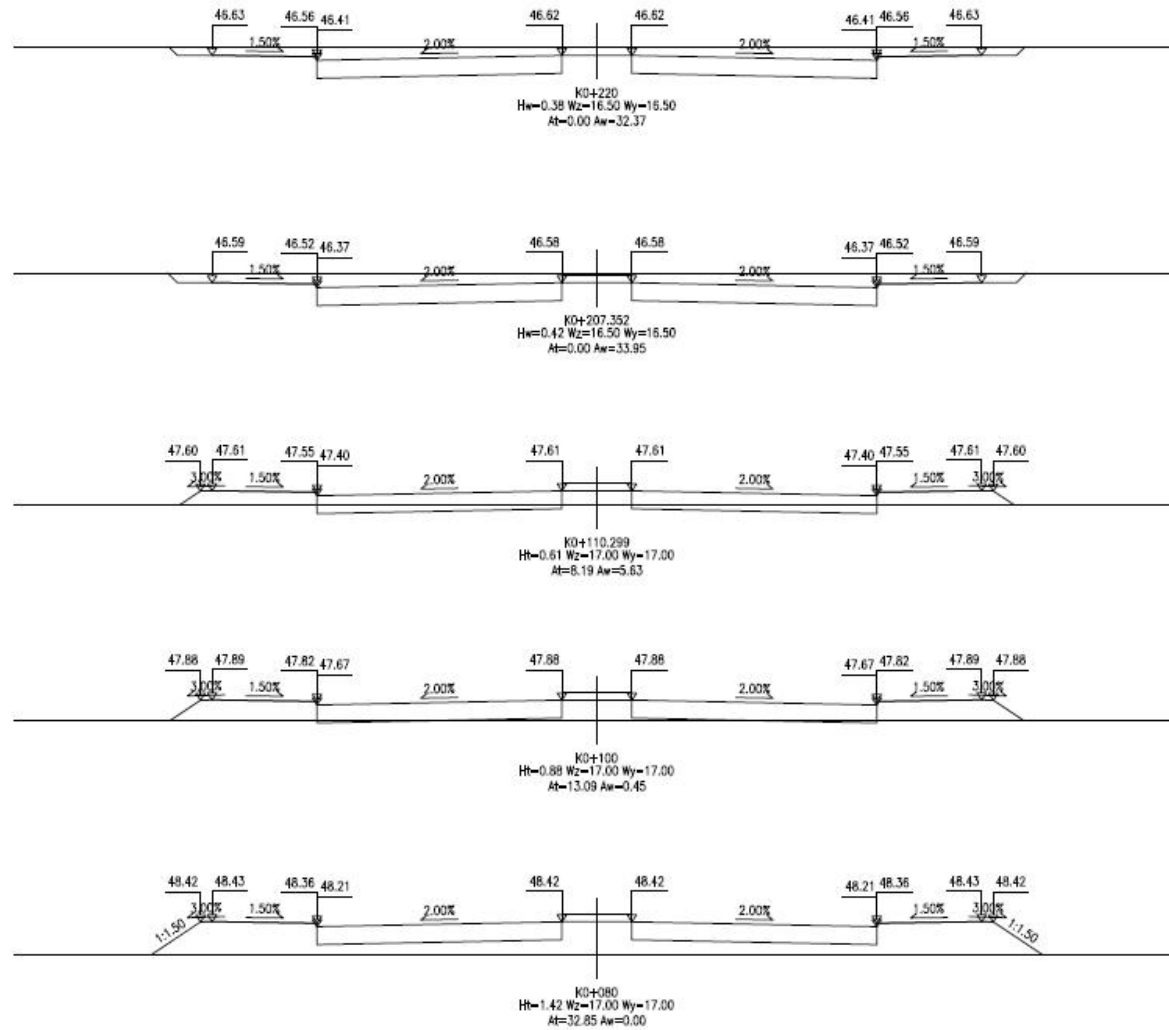 46.63 46.56 46.41 46.62 46.62 46.41 46.56 46.63
1.50% 2.00% 2.00% 1.50%
K0+220
Hw=0.38 Wz=16.50 Wy=16.50
At=0.00 Aw=32.37
46.59 46.52 46.37 46.58 46.58 46.37 46.52 46.59
1.50% 2.00% 2.00% 1.50%
K0+207.352
Hw=0.42 Wz=16.50 Wy=16.50
At=0.00 Aw=33.95
47.60 47.61 47.55 47.40 47.61 47.61 47.40 47.55 47.61 47.60
3.00% 1.50% 2.00% 2.00% 1.50% 3.00%
K0+110.299
Ht=0.61 Wz=17.00 Wy=17.00
At=8.19 Aw=5.63
47.88 47.89 47.82 47.67 47.88 47.88 47.67 47.82 47.89 47.88
3.00% 1.50% 2.00% 2.00% 1.50% 3.00%
K0+100
Ht=0.88 Wz=17.00 Wy=17.00
At=13.09 Aw=0.45
48.42 48.43 48.36 48.21 48.42 48.42 48.21 48.36 48.43 48.42
3.00% 1.50% 2.00% 2.00% 1.50% 3.00%
1:1.50 1:1.50
K0+080
Ht=1.42 Wz=17.00 Wy=17.00
At=32.85 Aw=0.00